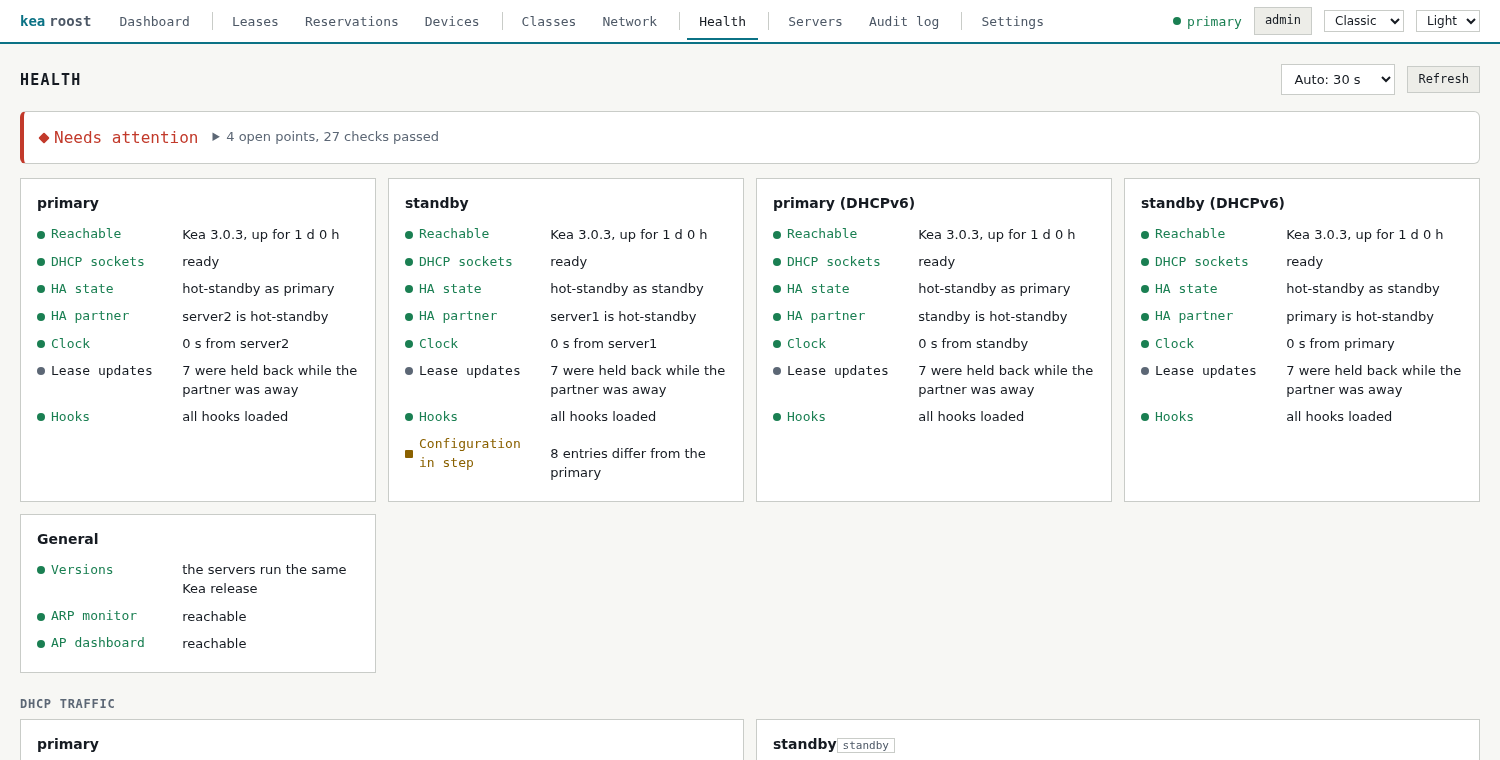 kea roost Dashboard Leases Reservations Devices Classes Network Health Servers Audit log Settings primary admin Classic Light
HEALTH Auto: 30 s Refresh
Needs attention 4 open points, 27 checks passed
primary
Reachable Kea 3.0.3, up for 1 d 0 h
DHCP sockets ready
HA state hot-standby as primary
HA partner server2 is hot-standby
Clock 0 s from server2
Lease updates 7 were held back while the
partner was away
Hooks all hooks loaded
standby
Reachable Kea 3.0.3, up for 1 d 0 h
DHCP sockets ready
HA state hot-standby as standby
HA partner server1 is hot-standby
Clock 0 s from server1
Lease updates 7 were held back while the
partner was away
Hooks all hooks loaded
Configuration
in step
8 entries differ from the
primary
primary (DHCPv6)
Reachable Kea 3.0.3, up for 1 d 0 h
DHCP sockets ready
HA state hot-standby as primary
HA partner standby is hot-standby
Clock 0 s from standby
Lease updates 7 were held back while the
partner was away
Hooks all hooks loaded
standby (DHCPv6)
Reachable Kea 3.0.3, up for 1 d 0 h
DHCP sockets ready
HA state hot-standby as standby
HA partner primary is hot-standby
Clock 0 s from primary
Lease updates 7 were held back while the
partner was away
Hooks all hooks loaded
General
Versions the servers run the same
Kea release
ARP monitor reachable
AP dashboard reachable
DHCP TRAFFIC
primary
standby standby